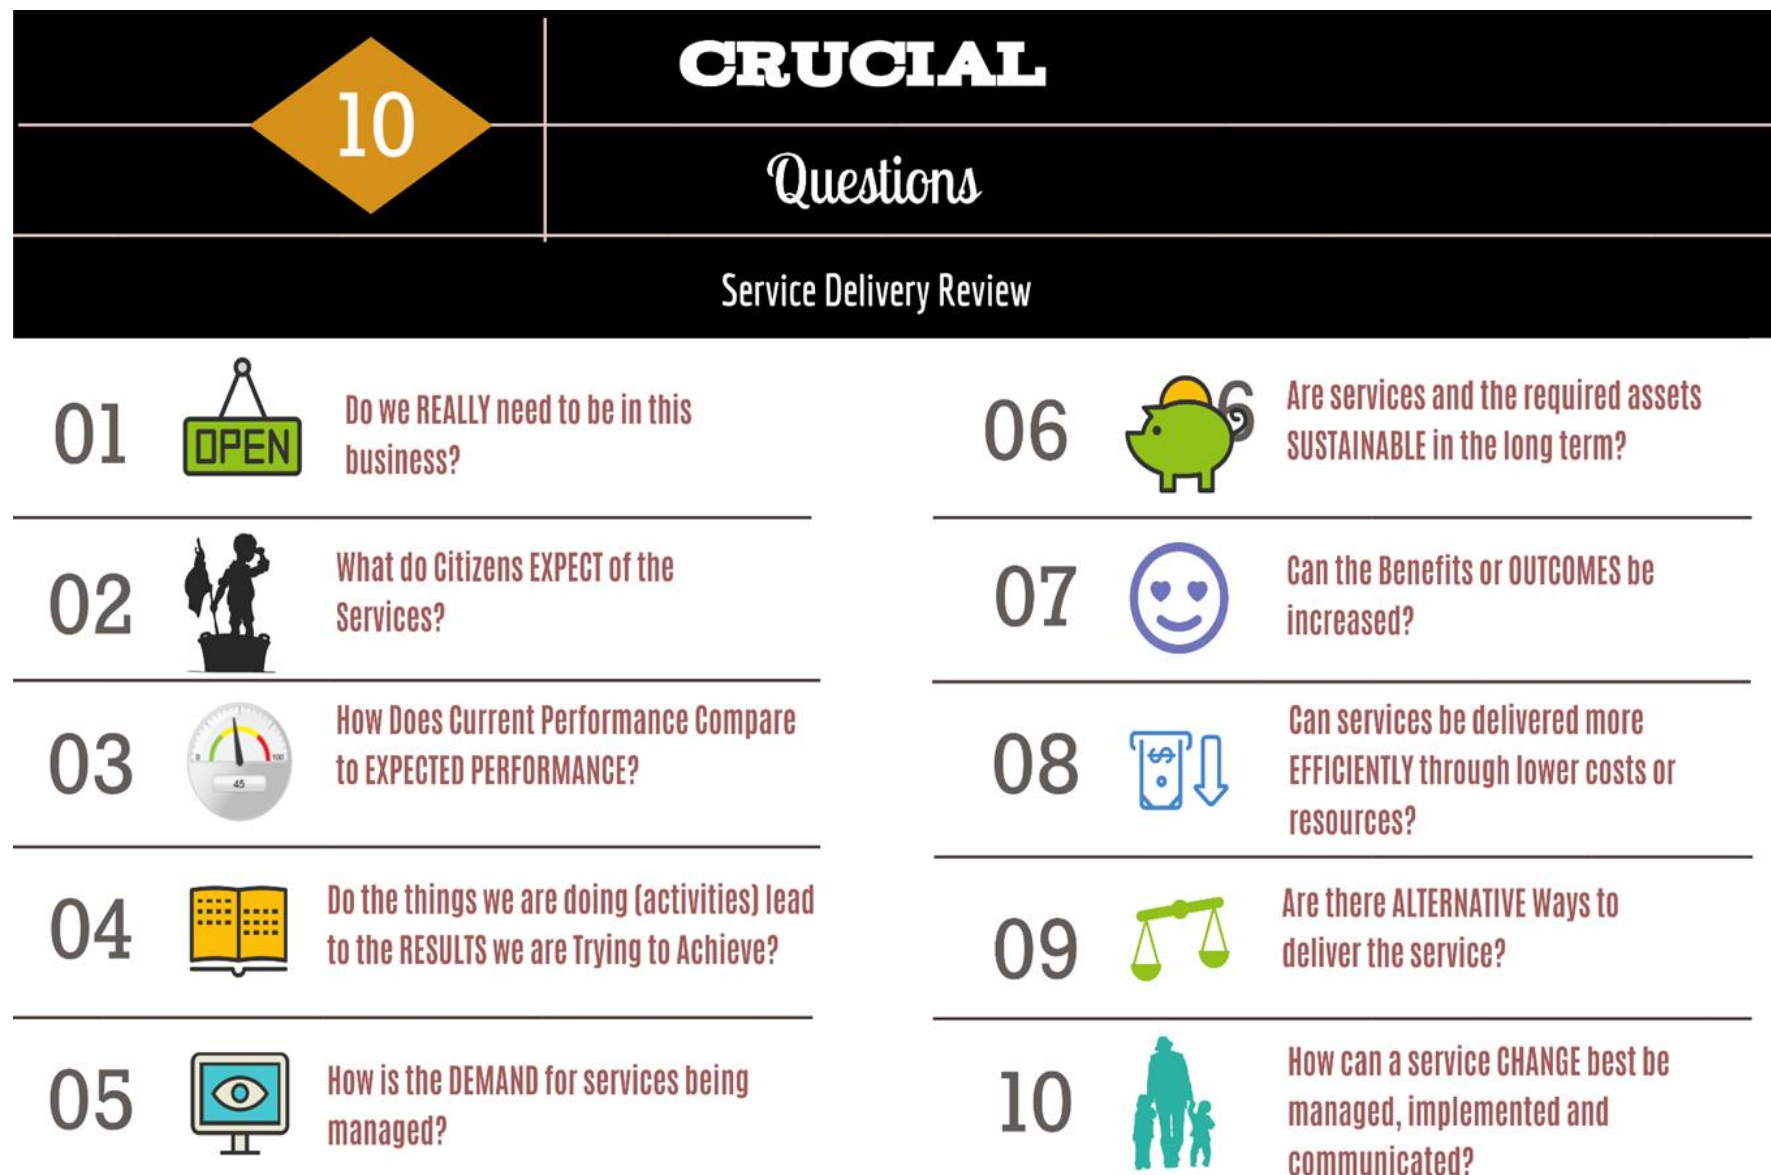 10
CRUCIAL
Questions
Service Delivery Review
01
OPEN
Do we REALLY need to be in this
business?
02
What do Citizens EXPECT of the
Services?
03
0
100
45
How Does Current Performance Compare
to EXPECTED PERFORMANCE?
04
Do the things we are doing (activities) lead
to the RESULTS we are Trying to Achieve?
05
How is the DEMAND for services being
managed?
06
6
Are services and the required assets
SUSTAINABLE in the long term?
07
Can the Benefits or OUTCOMES be
increased?
08
$
Can services be delivered more
EFFICIENTLY through lower costs or
resources?
09
Are there ALTERNATIVE Ways to
deliver the service?
10
How can a service CHANGE best be
managed, implemented and
communicated?